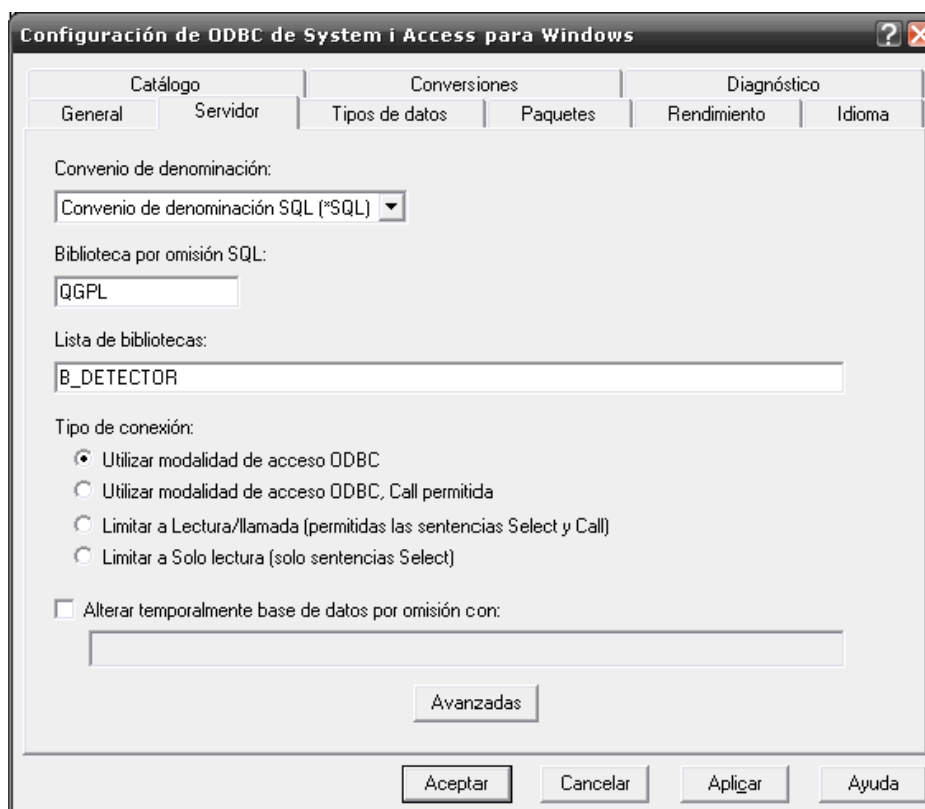 Configuración de ODBC de System i Access para Windows
Catálogo Conversiones Diagnóstico
General Servidor Tipos de datos Paquetes Rendimiento Idioma
Convenio de denominación:
Convenio de denominación SQL (*SQL)
Biblioteca por omisión SQL:
QGPL
Lista de bibliotecas:
B_DETECTOR
Tipo de conexión:
Utilizar modalidad de acceso ODBC
Utilizar modalidad de acceso ODBC, Call permitida
Limitar a Lectura/llamada (permitidas las sentencias Select y Call)
Limitar a Solo lectura (solo sentencias Select)
Alterar temporalmente base de datos por omisión con:
Avanzadas
Aceptar Cancelar Aplicar Ayuda